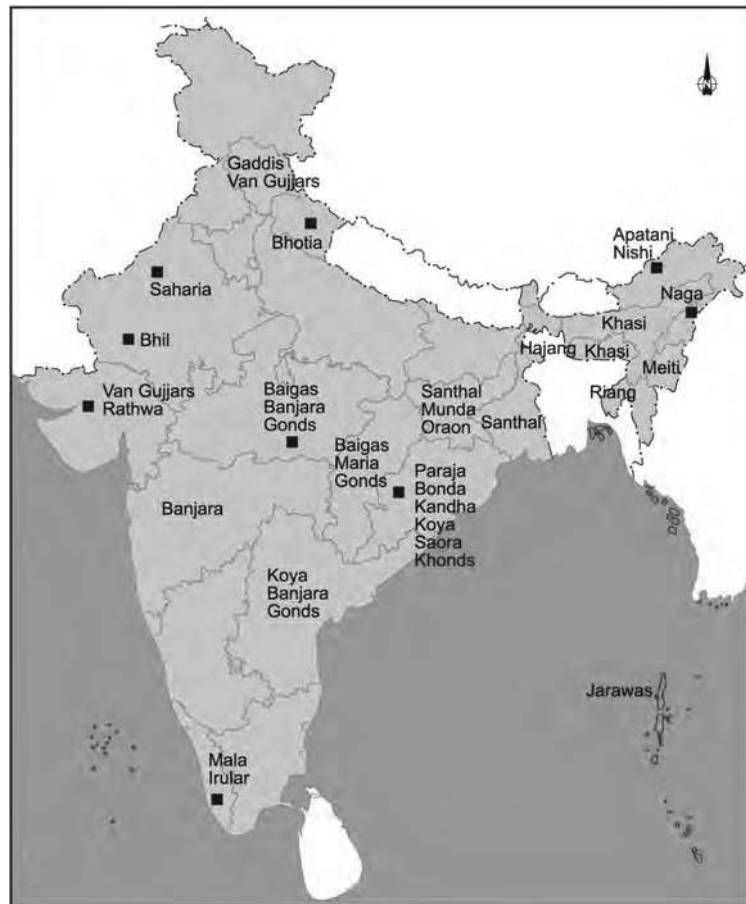 N
Gaddis
Van Gujjars
Bhotia
Apatani
Nishi
Saharia
Naga
Khasi
Bhil
Hajang
Khasi
Meiti
Van Gujjars
Rathwa
Baigas
Banjara
Gonds
Santhal
Munda
Oraon
Santhal
Riang
Baigas
Maria
Gonds
Paraja
Bonda
Kandha
Koya
Saora
Khonds
Banjara
Koya
Banjara
Gonds
Jarawas
Mala
Irular